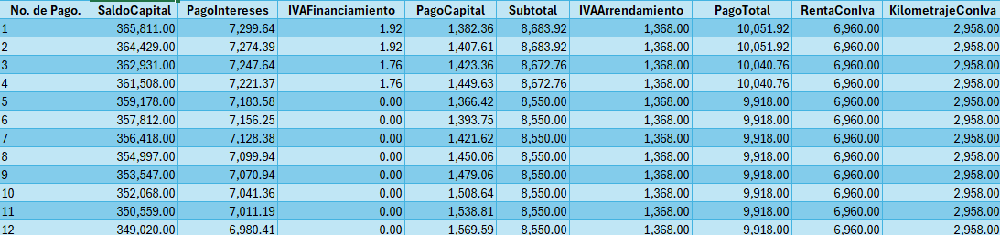 No. de Pago. SaldoCapital PagoIntereses IVAFinanciamiento PagoCapital Subtotal IVAArrendamiento PagoTotal RentaConIva KilometrajeConIva
1 365,811.00 7,299.64 1.92 1,382.36 8,683.92 1,368.00 10,051.92 6,960.00 2,958.00
2 364,429.00 7,274.39 1.92 1,407.61 8,683.92 1,368.00 10,051.92 6,960.00 2,958.00
3 362,931.00 7,247.64 1.76 1,423.36 8,672.76 1,368.00 10,040.76 6,960.00 2,958.00
4 361,508.00 7,221.37 1.76 1,449.63 8,672.76 1,368.00 10,040.76 6,960.00 2,958.00
5 359,178.00 7,183.58 0.00 1,366.42 8,550.00 1,368.00 9,918.00 6,960.00 2,958.00
6 357,812.00 7,156.25 0.00 1,393.75 8,550.00 1,368.00 9,918.00 6,960.00 2,958.00
7 356,418.00 7,128.38 0.00 1,421.62 8,550.00 1,368.00 9,918.00 6,960.00 2,958.00
8 354,997.00 7,099.94 0.00 1,450.06 8,550.00 1,368.00 9,918.00 6,960.00 2,958.00
9 353,547.00 7,070.94 0.00 1,479.06 8,550.00 1,368.00 9,918.00 6,960.00 2,958.00
10 352,068.00 7,041.36 0.00 1,508.64 8,550.00 1,368.00 9,918.00 6,960.00 2,958.00
11 350,559.00 7,011.19 0.00 1,538.81 8,550.00 1,368.00 9,918.00 6,960.00 2,958.00
12 349,020.00 6,980.41 0.00 1,569.59 8,550.00 1,368.00 9,918.00 6,960.00 2,958.00